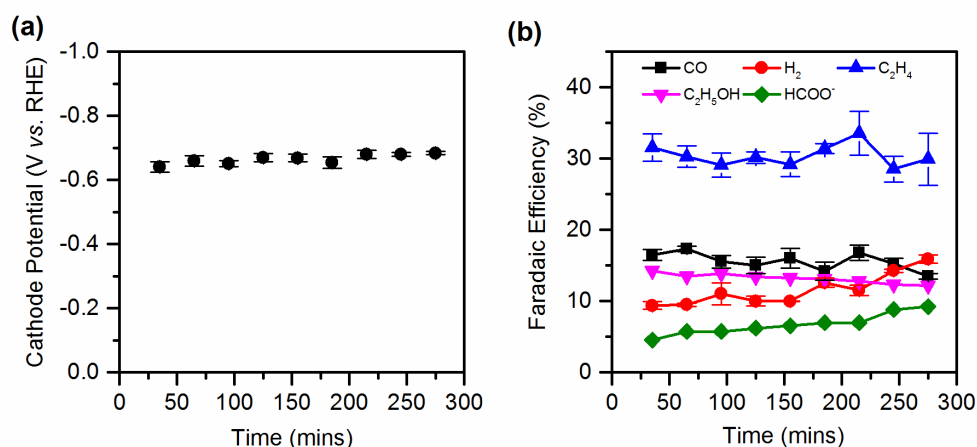 (a)
Cathode Potential (V vs. RHE)
-1.0
-0.8
-0.6
-0.4
-0.2
0.0
0 50 100 150 200 250 300
Time (mins)
(b)
Faradaic Efficiency (%)
CO H₂ C₂H₄
C₂H₅OH HCOO⁻
40
30
20
10
0
0 50 100 150 200 250 300
Time (mins)